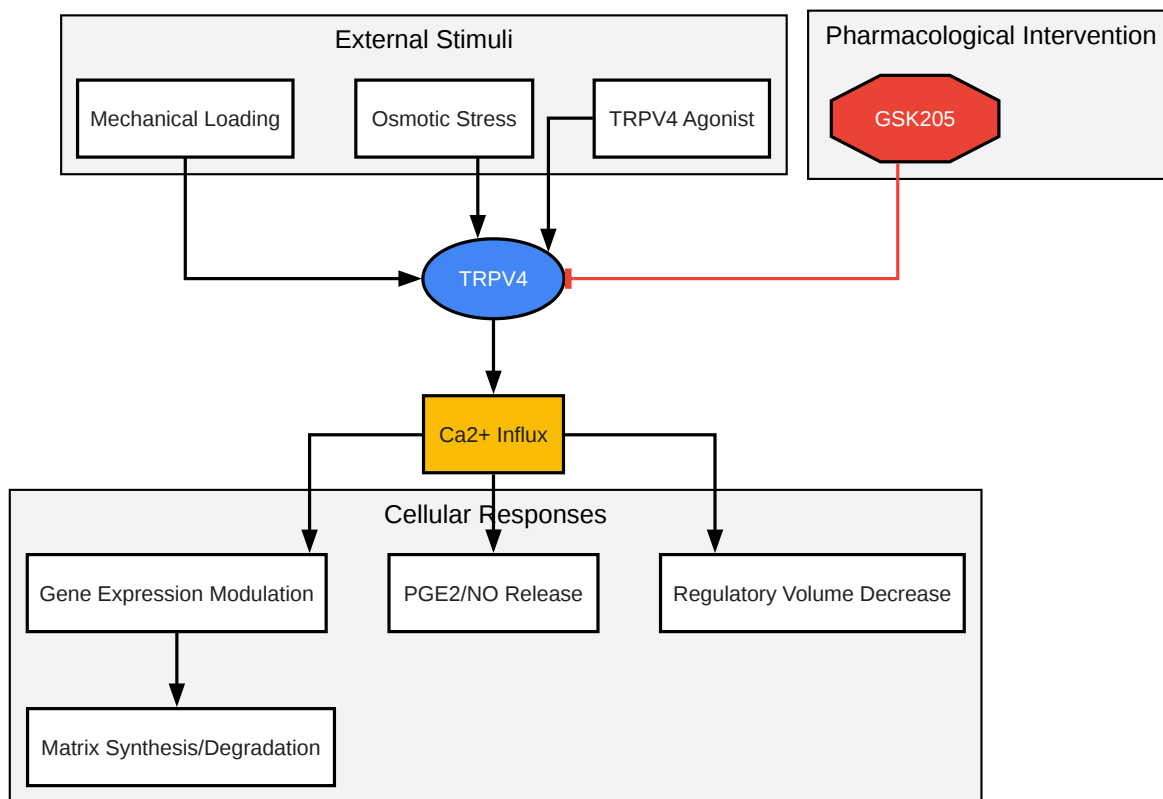 External Stimuli
Pharmacological Intervention
Mechanical Loading
Osmotic Stress
TRPV4 Agonist
GSK205
TRPV4
Ca2+ Influx
Cellular Responses
Gene Expression Modulation
PGE2/NO Release
Regulatory Volume Decrease
Matrix Synthesis/Degradation